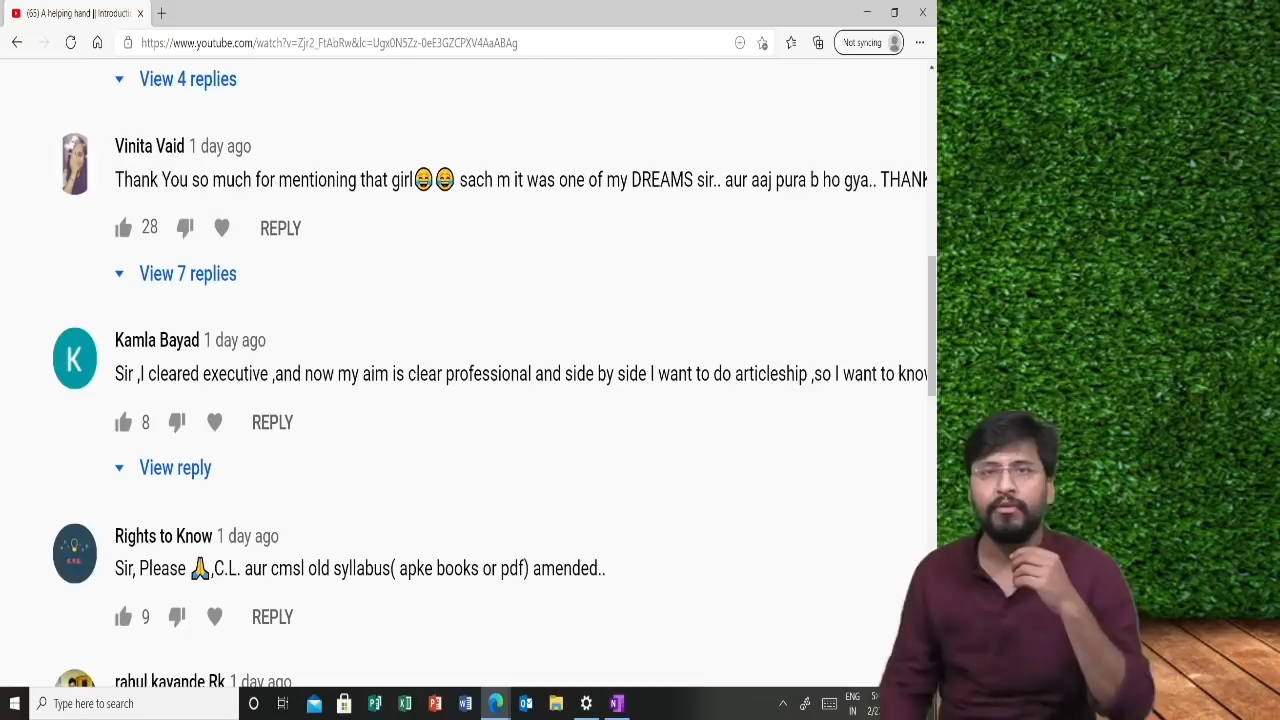 (65) A helping hand || Introducti
https://www.youtube.com/watch?v=Zjr2_FtAbRw&lc=Ugx0N5Zz-0eE3GZCPXV4AaABAg
Not syncing
View 4 replies
Vinita Vaid 1 day ago
Thank You so much for mentioning that girl😂😂 sach m it was one of my DREAMS sir.. aur aaj pura b ho gya.. THANK
28 REPLY
View 7 replies
K
Kamla Bayad 1 day ago
Sir ,I cleared executive ,and now my aim is clear professional and side by side I want to do articleship ,so I want to know
8 REPLY
View reply
Rights to Know 1 day ago
Sir, Please 🙏,C.L. aur cmsl old syllabus( apke books or pdf) amended..
9 REPLY
rahul kavande Rk 1 day ago
Type here to search
ENG
IN